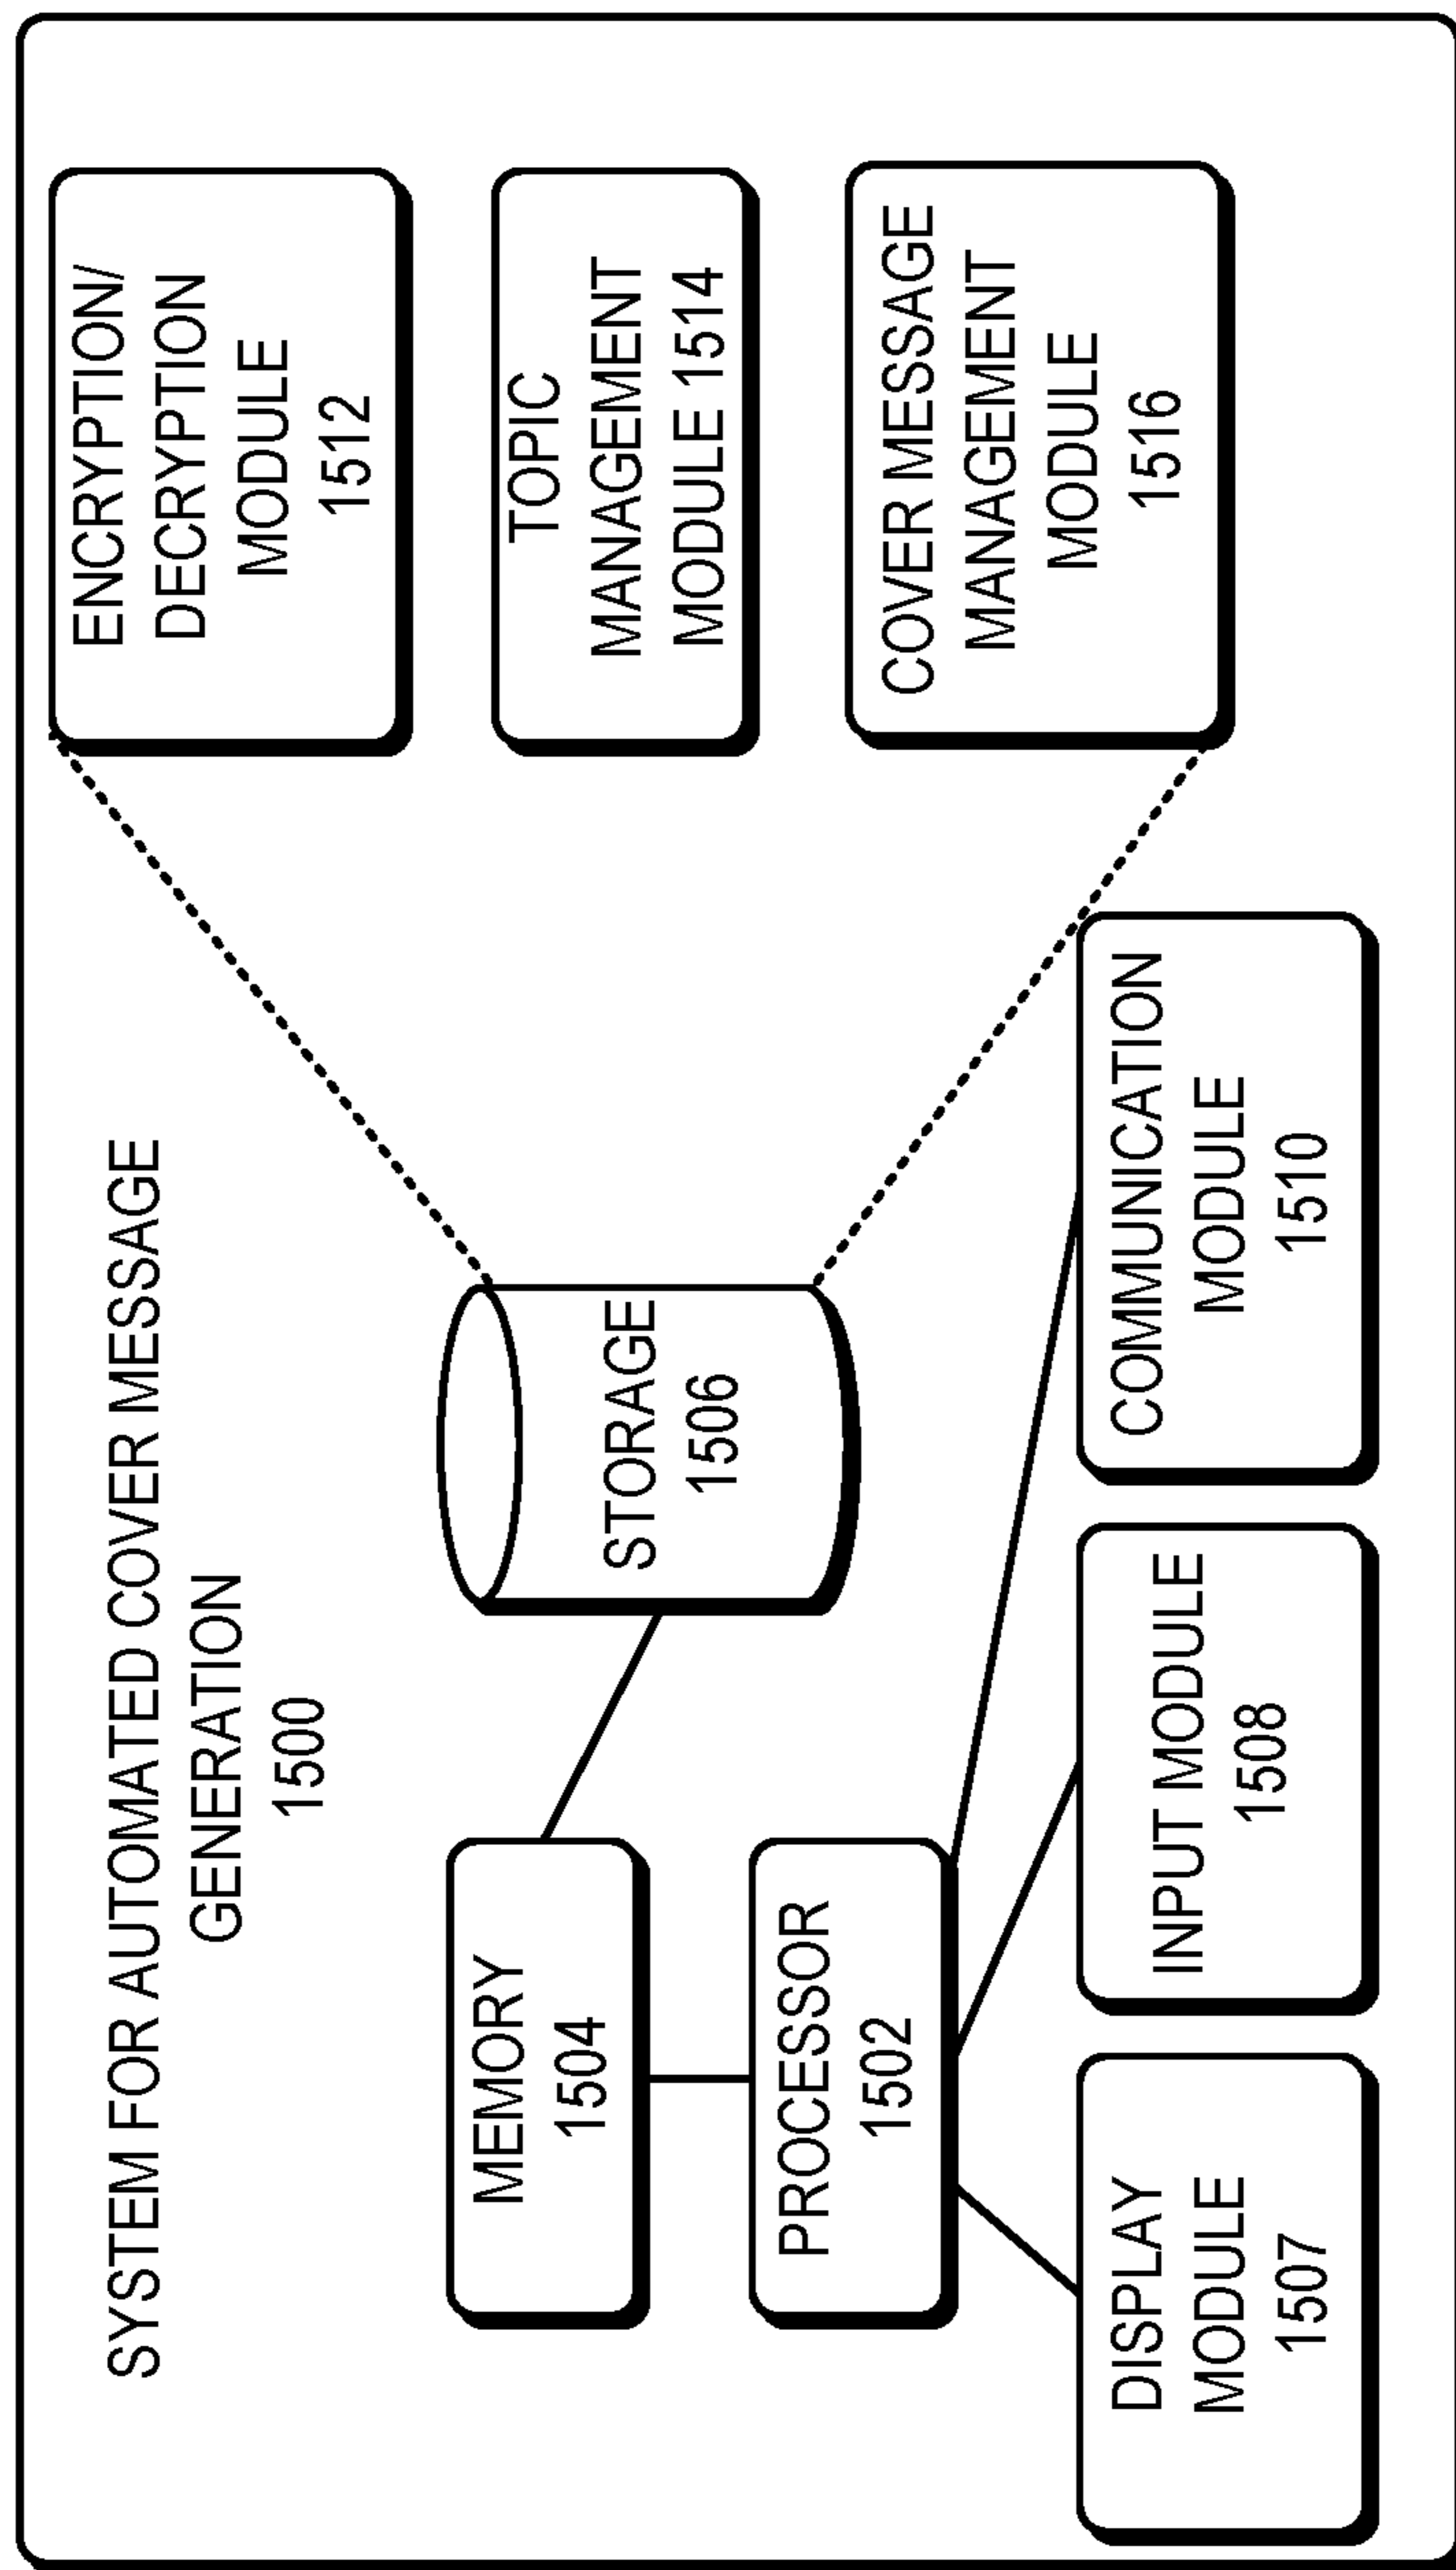 SYSTEM FOR AUTOMATED COVER MESSAGE
GENERATION
1500
MEMORY
1504
PROCESSOR
1502
STORAGE
1506
DISPLAY
MODULE
1507
INPUT MODULE
1508
COMMUNICATION
MODULE
1510
ENCRYPTION/
DECRYPTION
MODULE
1512
TOPIC
MANAGEMENT
MODULE 1514
COVER MESSAGE
MANAGEMENT
MODULE
1516